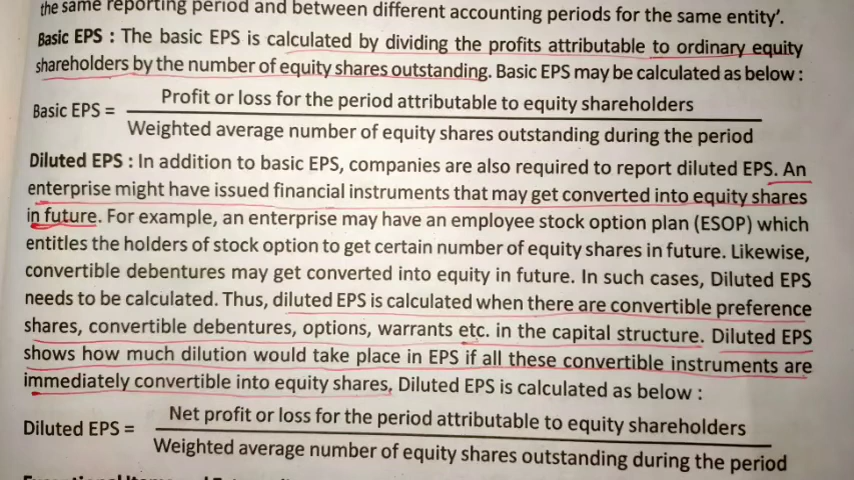 the same reporting period and between different accounting periods for the same entity'.
Basic EPS : The basic EPS is calculated by dividing the profits attributable to ordinary equity
shareholders by the number of equity shares outstanding. Basic EPS may be calculated as below :
Basic EPS = Profit or loss for the period attributable to equity shareholders
Weighted average number of equity shares outstanding during the period
Diluted EPS : In addition to basic EPS, companies are also required to report diluted EPS. An
enterprise might have issued financial instruments that may get converted into equity shares
in future. For example, an enterprise may have an employee stock option plan (ESOP) which
entitles the holders of stock option to get certain number of equity shares in future. Likewise,
convertible debentures may get converted into equity in future. In such cases, Diluted EPS
needs to be calculated. Thus, diluted EPS is calculated when there are convertible preference
shares, convertible debentures, options, warrants etc. in the capital structure. Diluted EPS
shows how much dilution would take place in EPS if all these convertible instruments are
immediately convertible into equity shares. Diluted EPS is calculated as below :
Diluted EPS = Net profit or loss for the period attributable to equity shareholders
Weighted average number of equity shares outstanding during the period